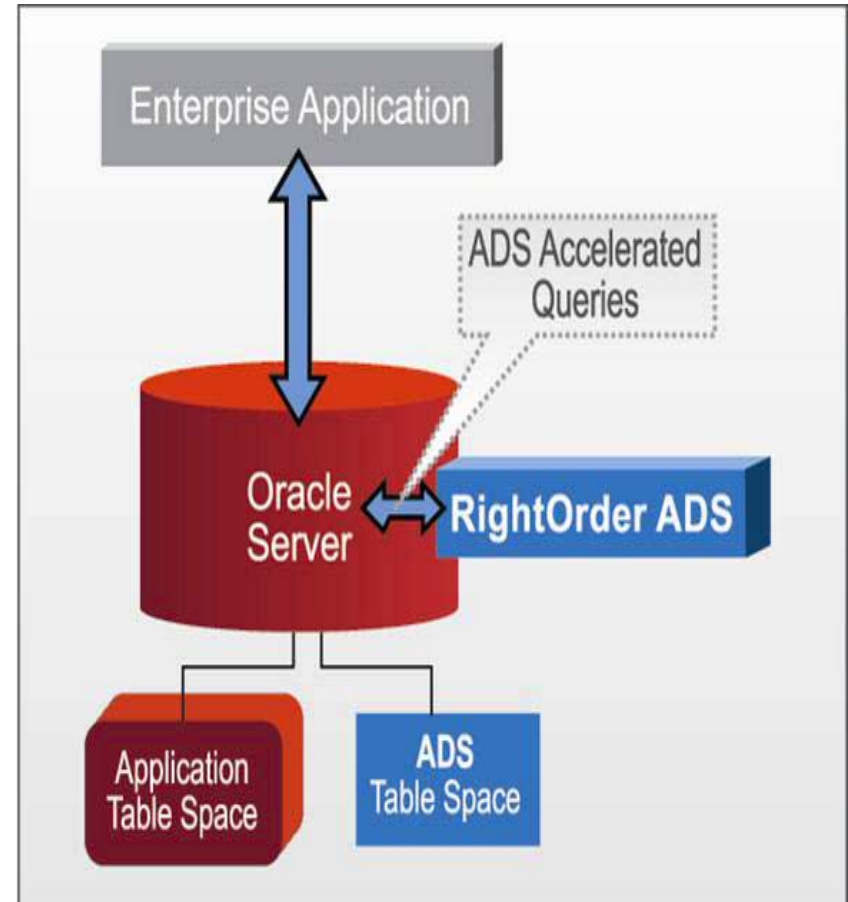 Enterprise Application
ADS Accelerated
Queries
Oracle
Server
RightOrder ADS
Application
Table Space
ADS
Table Space